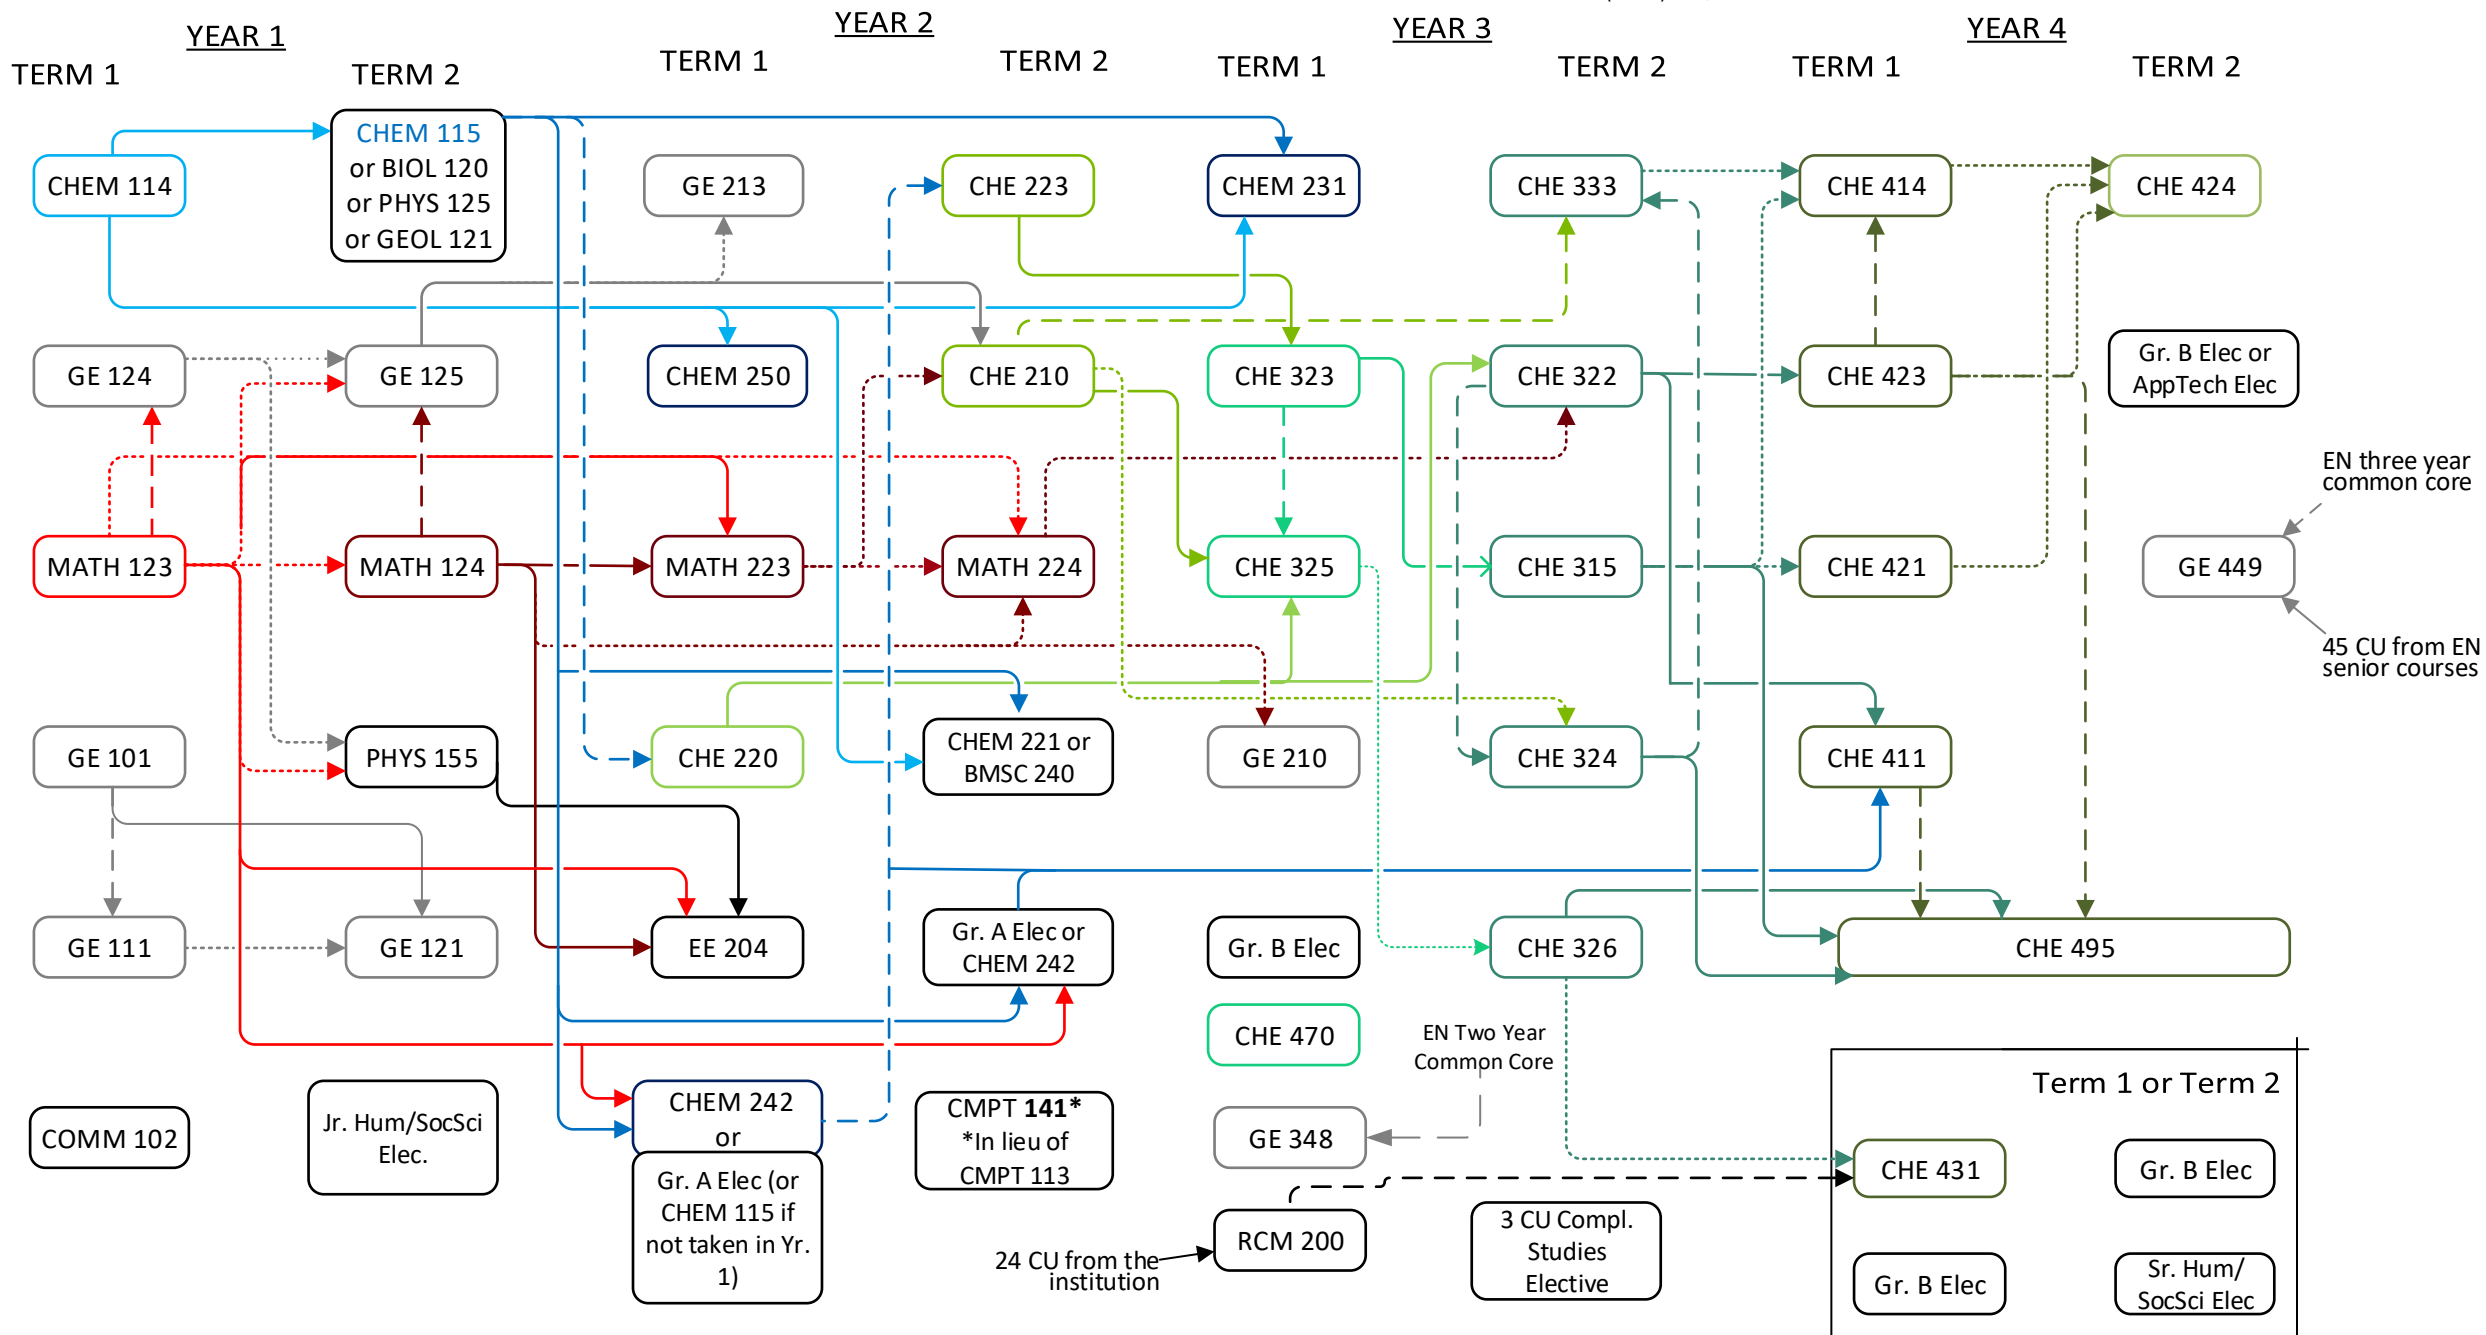 YEAR 1
YEAR 2
YEAR 3
YEAR 4
TERM 1
TERM 2
TERM 1
TERM 2
TERM 1
TERM 2
TERM 1
TERM 2
CHEM 114
CHEM 115
or BIOL 120
or PHYS 125
or GEOL 121
GE 213
CHE 223
CHEM 231
CHE 333
CHE 414
CHE 424
GE 124
GE 125
CHEM 250
CHE 210
CHE 323
CHE 322
CHE 423
Gr. B Elec or
AppTech Elec
EN three year
common core
MATH 123
MATH 124
MATH 223
MATH 224
CHE 325
CHE 315
CHE 421
GE 449
45 CU from EN
senior courses
GE 101
PHYS 155
CHE 220
CHEM 221 or
BMSC 240
GE 210
CHE 324
CHE 411
GE 111
GE 121
EE 204
Gr. A Elec or
CHEM 242
Gr. B Elec
CHE 326
CHE 495
CHE 470
EN Two Year
Common Core
Term 1 or Term 2
COMM 102
Jr. Hum/SocSci
Elec.
CHEM 242
or
Gr. A Elec (or
CHEM 115 if
not taken in Yr.
1)
CMPT 141*
*In lieu of
CMPT 113
GE 348
CHE 431
Gr. B Elec
24 CU from the
institution
RCM 200
3 CU Compl.
Studies
Elective
Gr. B Elec
Sr. Hum/
SocSci Elec